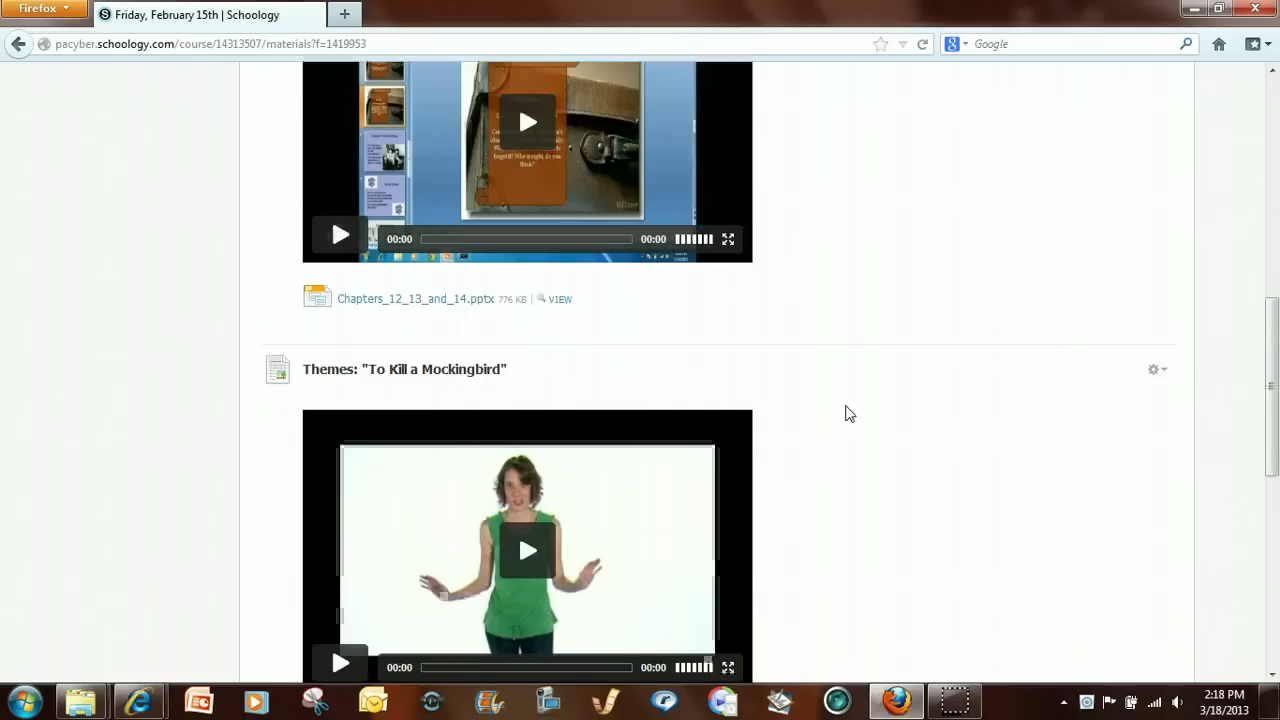 Firefox
Friday, February 15th | Schoology
pacyber.schoology.com/course/14313507/materials?f=1419953
Google
00:00
00:00
Chapters_12_13_and_14.pptx 776 KB | VIEW
Themes: "To Kill a Mockingbird"
00:00
00:00
2:18 PM
3/18/2013